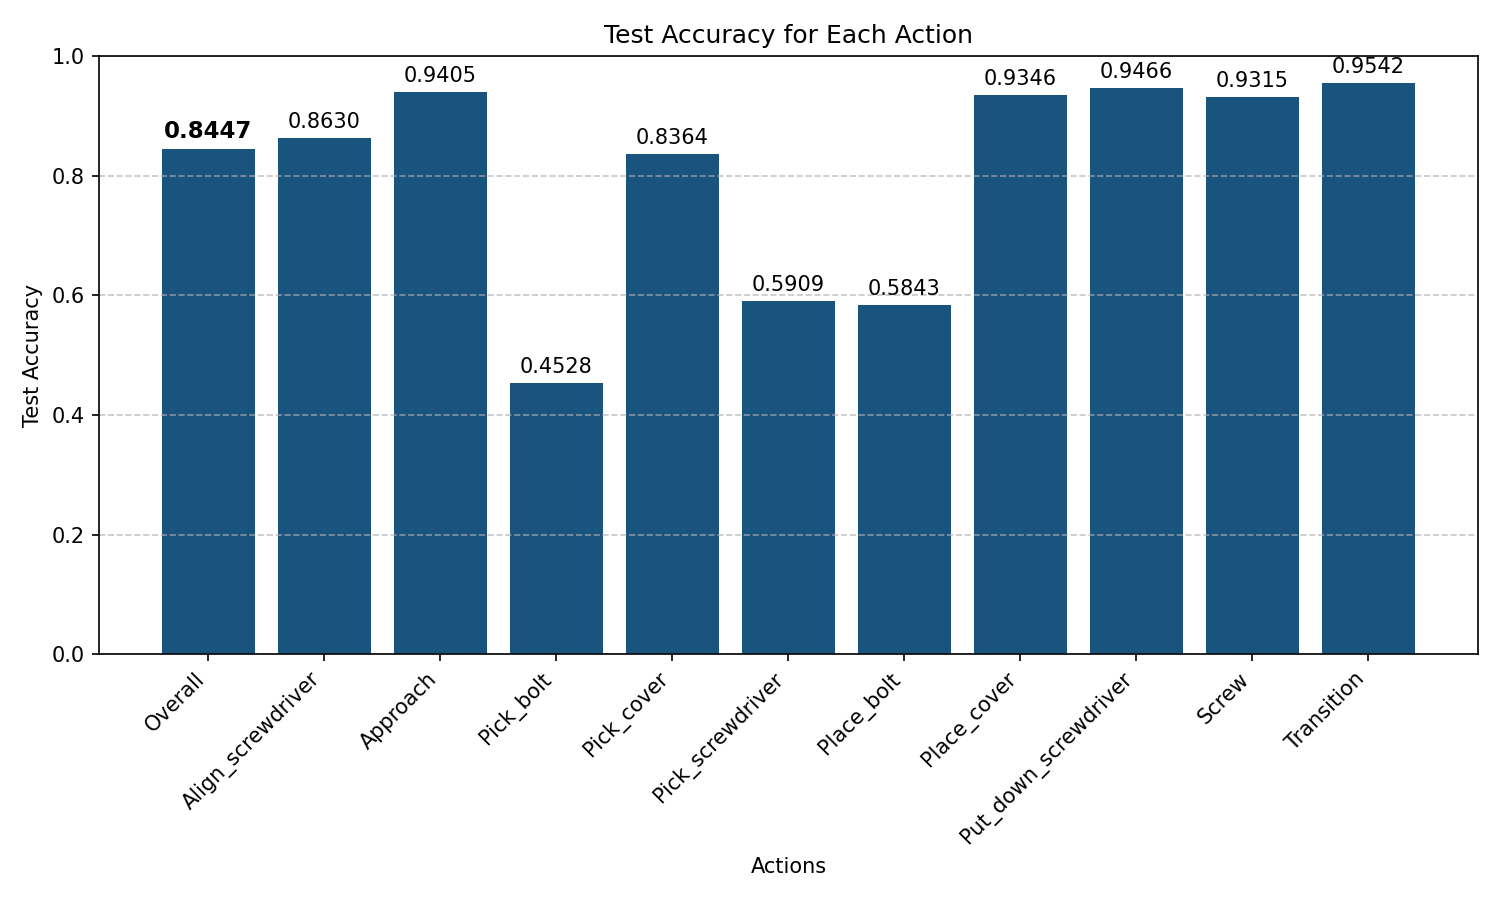 Test Accuracy for Each Action
Test Accuracy
1.0
0.8
0.6
0.4
0.2
0.0
0.8447
0.8630
0.9405
0.4528
0.8364
0.5909
0.5843
0.9346
0.9466
0.9315
0.9542
Overall
Align_screwdriver
Approach
Pick_bolt
Pick_cover
Pick_screwdriver
Place_bolt
Place_cover
Put_down_screwdriver
Screw
Transition
Actions